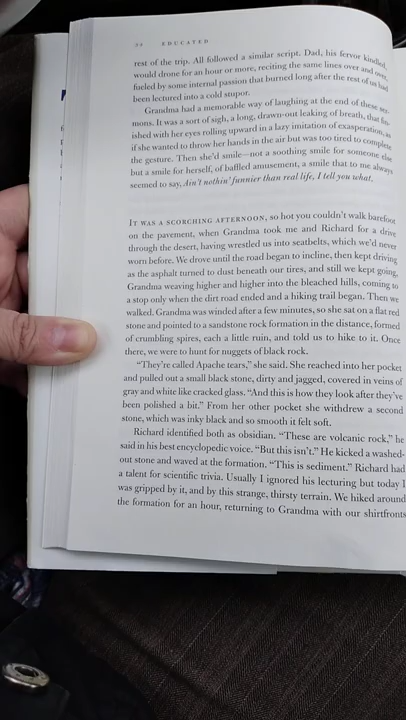 EDUCATED
rest of the trip. All followed a similar script. Dad, his fervor kindled,
would drone for an hour or more, reciting the same lines over and over,
fueled by some internal passion that burned long after the rest of us had
been lectured into a cold stupor.
Grandma had a memorable way of laughing at the end of these ser-
mons. It was a sort of sigh, a long, drawn-out leaking of breath, that fin-
ished with her eyes rolling upward in a lazy imitation of exasperation, as
if she wanted to throw her hands in the air but was too tired to complete
the gesture. Then she'd smile—not a soothing smile for someone else
but a smile for herself, of baffled amusement, a smile that to me always
seemed to say, Ain't nothin' funnier than real life, I tell you what.
IT WAS A SCORCHING AFTERNOON, so hot you couldn't walk barefoot
on the pavement, when Grandma took me and Richard for a drive
through the desert, having wrestled us into seatbelts, which we'd never
worn before. We drove until the road began to incline, then kept driving
as the asphalt turned to dust beneath our tires, and still we kept going,
Grandma weaving higher and higher into the bleached hills, coming to
a stop only when the dirt road ended and a hiking trail began. Then we
walked. Grandma was winded after a few minutes, so she sat on a flat red
stone and pointed to a sandstone rock formation in the distance, formed
of crumbling spires, each a little ruin, and told us to hike to it. Once
there, we were to hunt for nuggets of black rock.
"They're called Apache tears," she said. She reached into her pocket
and pulled out a small black stone, dirty and jagged, covered in veins of
gray and white like cracked glass. "And this is how they look after they've
been polished a bit." From her other pocket she withdrew a second
stone, which was inky black and so smooth it felt soft.
Richard identified both as obsidian. "These are volcanic rock," he
said in his best encyclopedic voice. "But this isn't." He kicked a washed-
out stone and waved at the formation. "This is sediment." Richard had
a talent for scientific trivia. Usually I ignored his lecturing but today I
was gripped by it, and by this strange, thirsty terrain. We hiked around
the formation for an hour, returning to Grandma with our shirtfronts